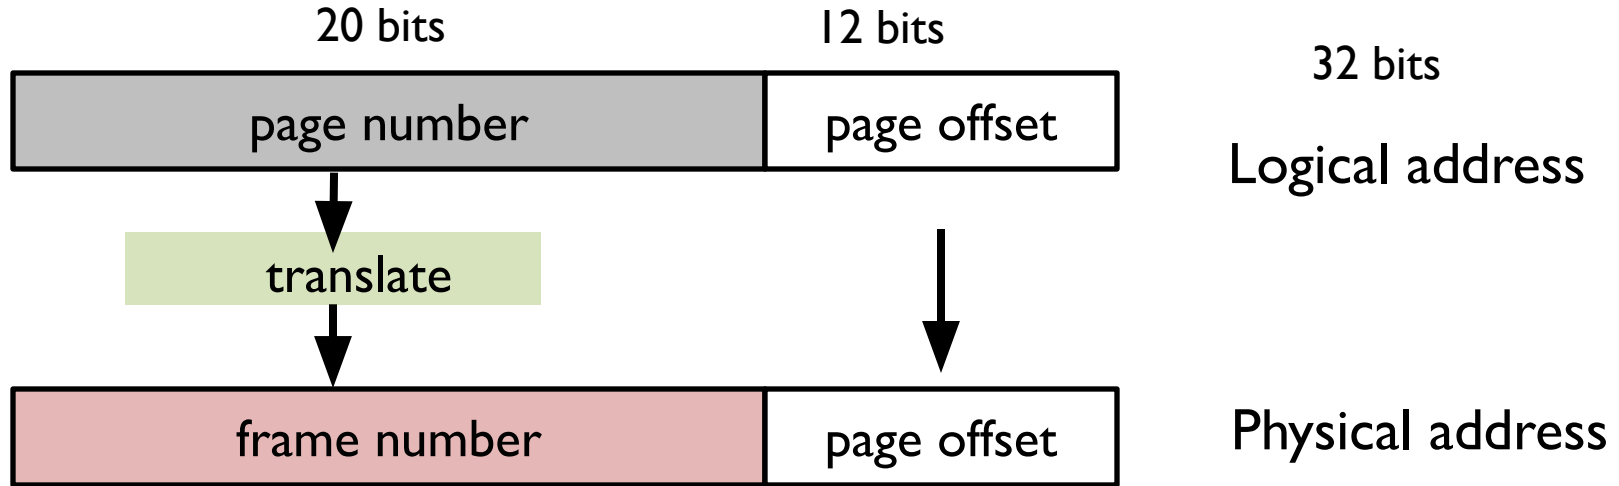 20 bits
12 bits
32 bits
page number
page offset
Logical address
translate
frame number
page offset
Physical address